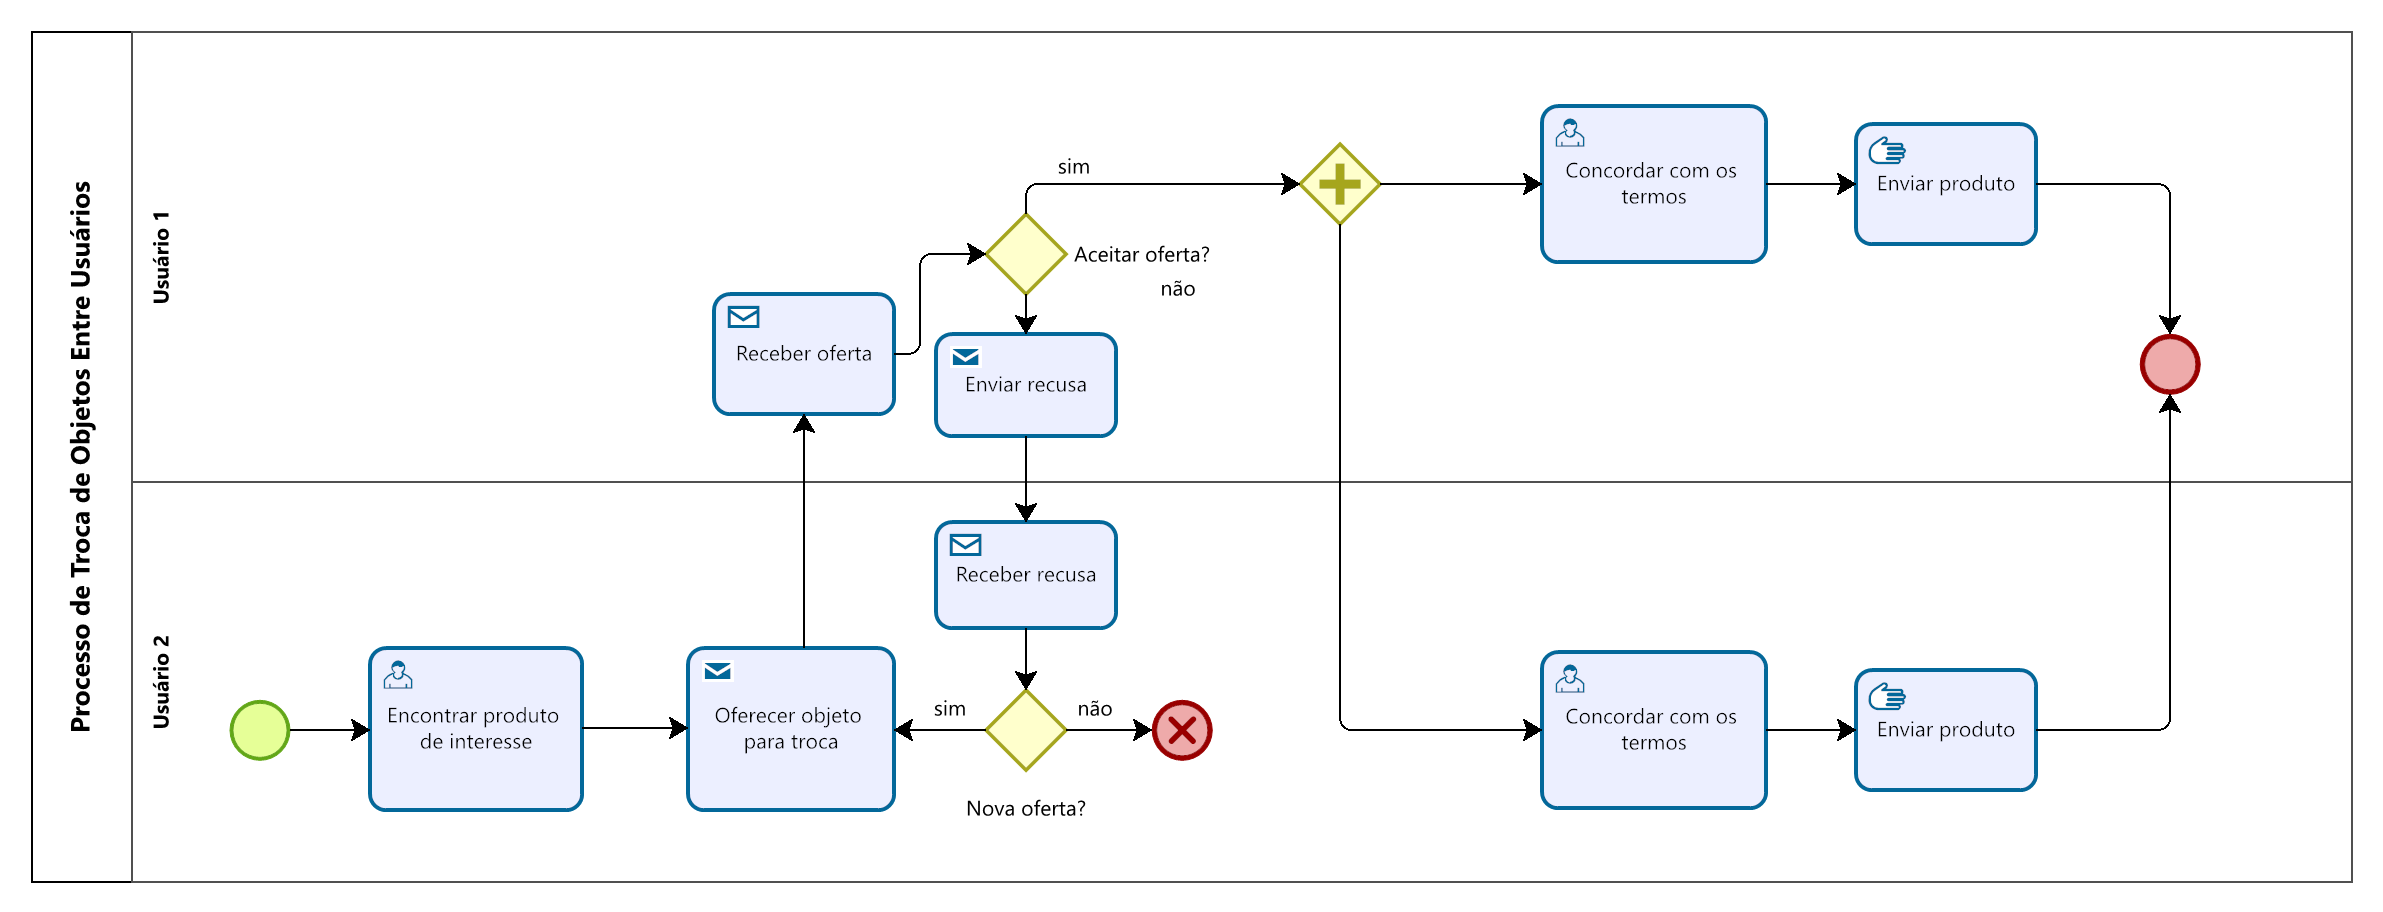 Processo de Troca de Objetos Entre Usuários
Usuário 1
sim
Concordar com os
termos
Enviar produto
Aceitar oferta?
não
Receber oferta
Enviar recusa
Usuário 2
Receber recusa
Encontrar produto
de interesse
Oferecer objeto
para troca
sim
não
Nova oferta?
Concordar com os
termos
Enviar produto